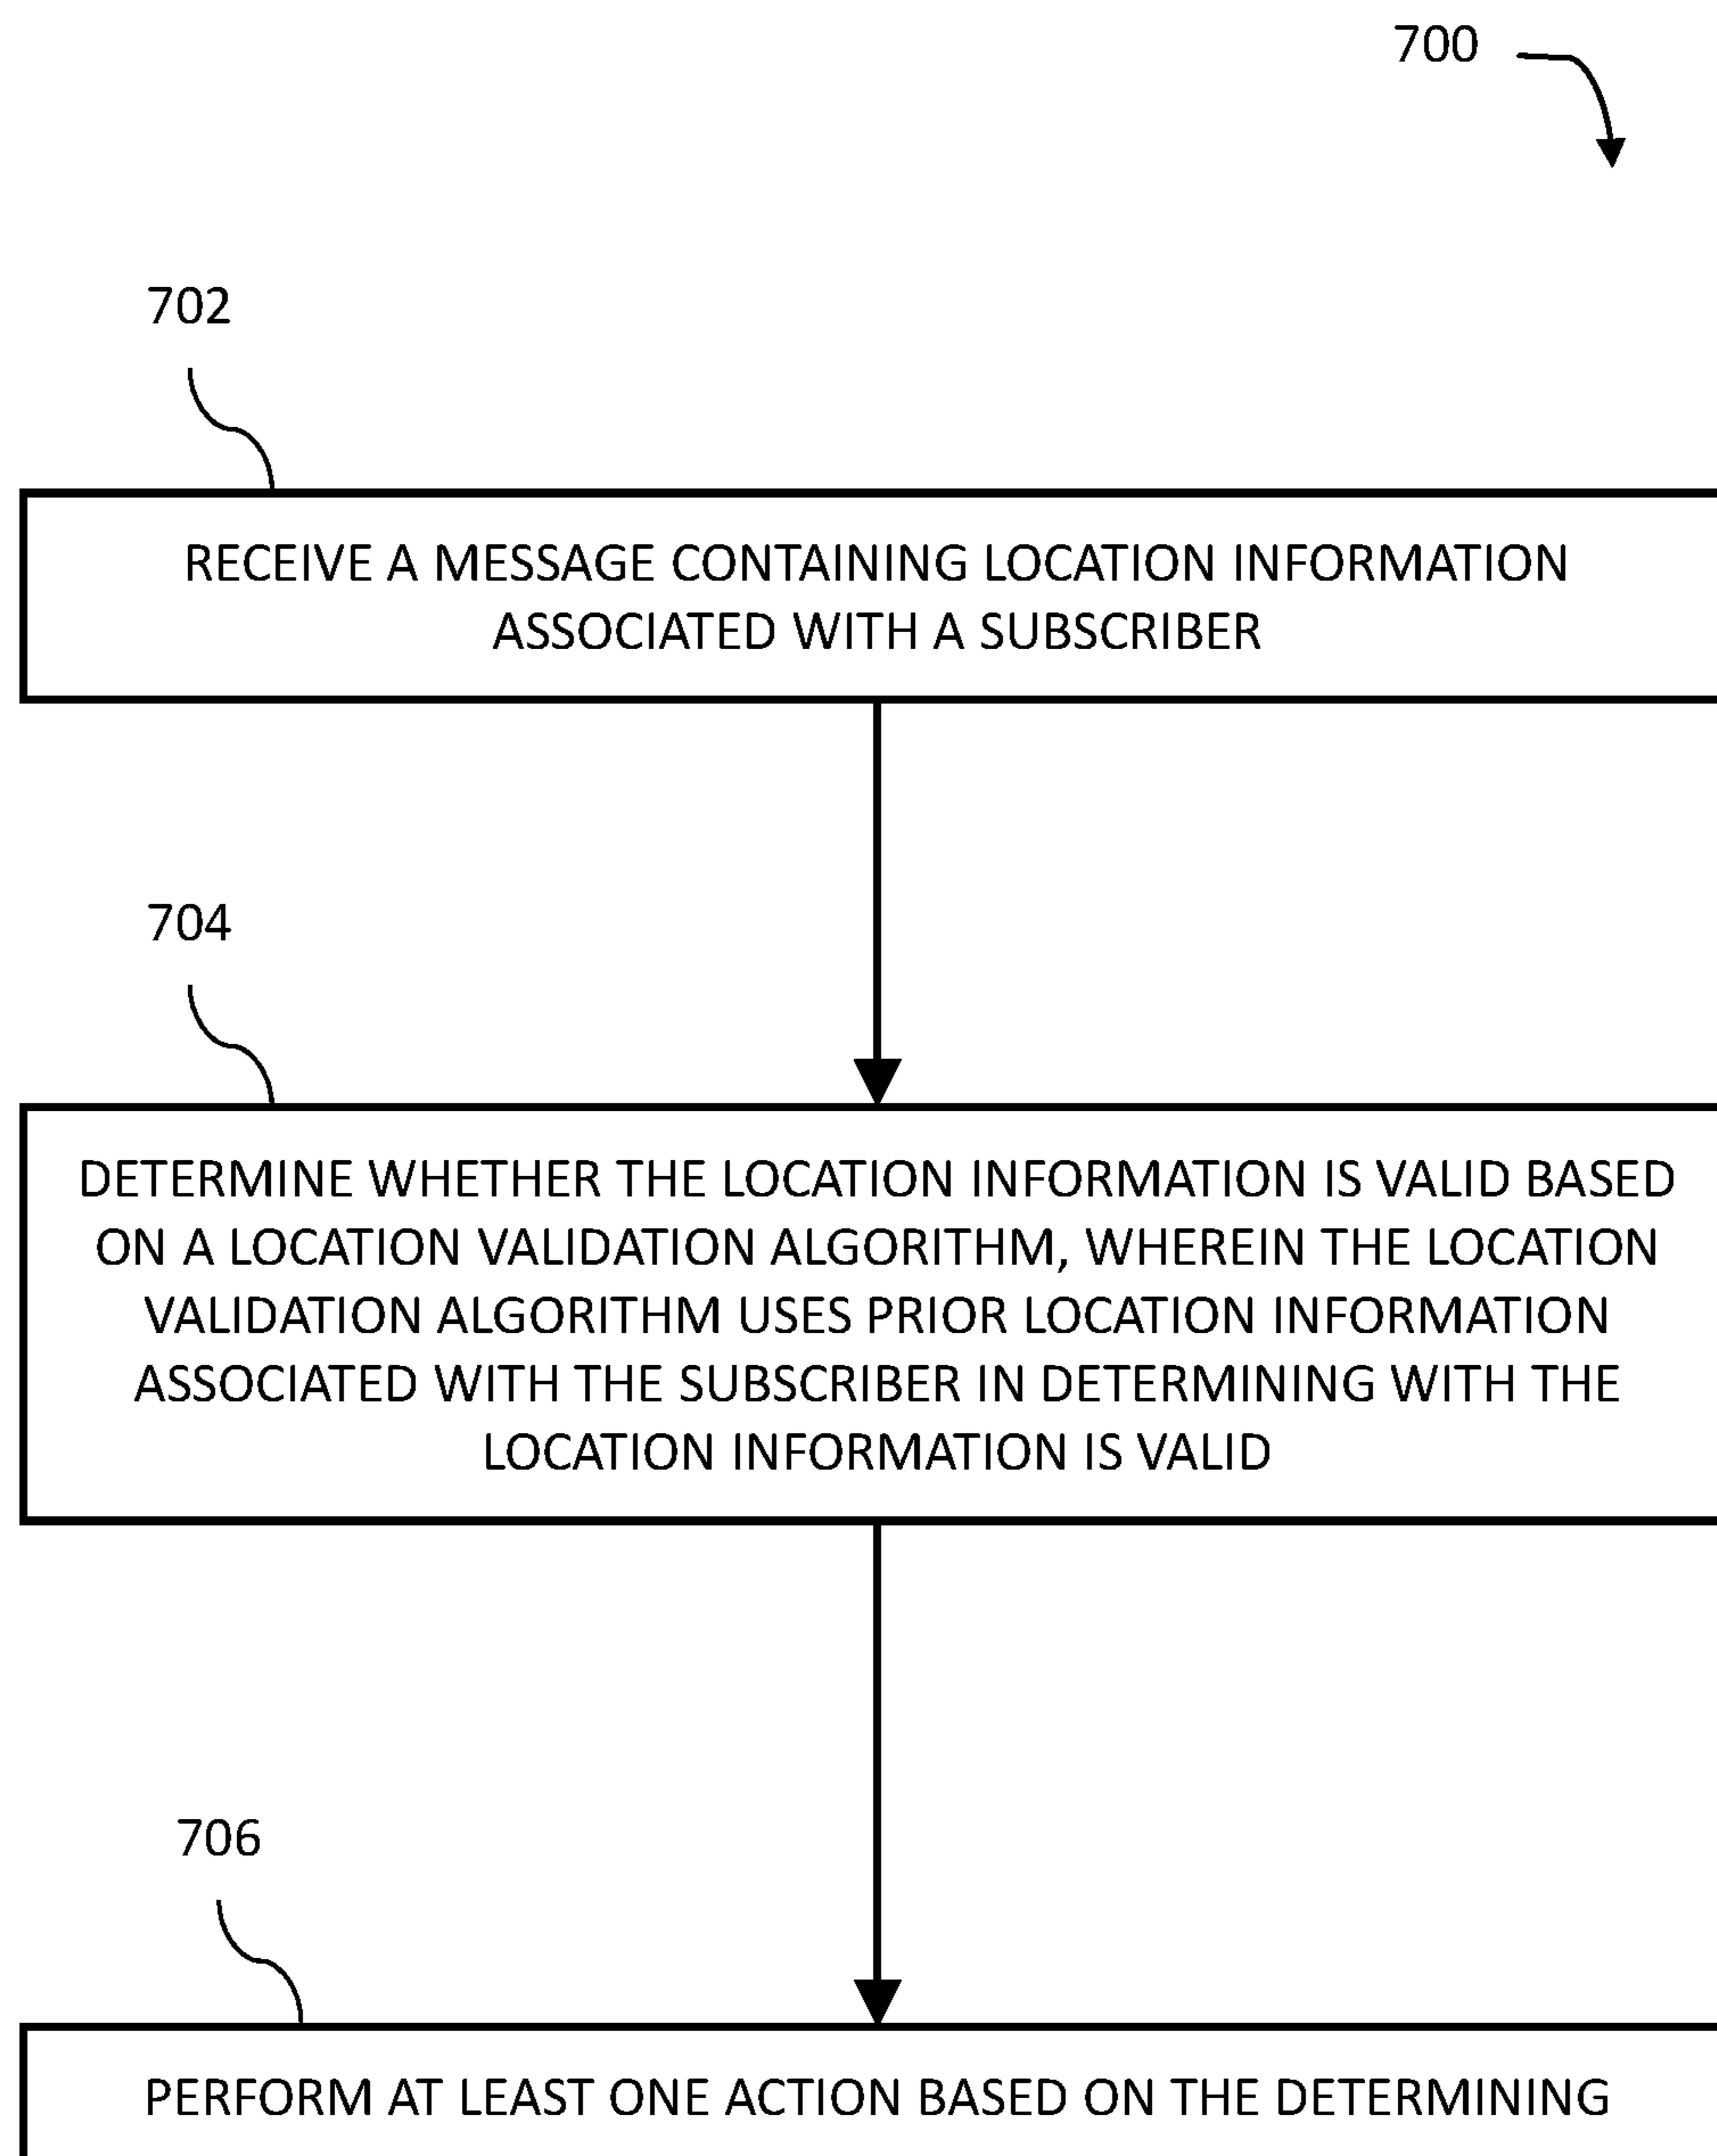 700
702
RECEIVE A MESSAGE CONTAINING LOCATION INFORMATION
ASSOCIATED WITH A SUBSCRIBER
704
DETERMINE WHETHER THE LOCATION INFORMATION IS VALID BASED
ON A LOCATION VALIDATION ALGORITHM, WHEREIN THE LOCATION
VALIDATION ALGORITHM USES PRIOR LOCATION INFORMATION
ASSOCIATED WITH THE SUBSCRIBER IN DETERMINING WITH THE
LOCATION INFORMATION IS VALID
706
PERFORM AT LEAST ONE ACTION BASED ON THE DETERMINING